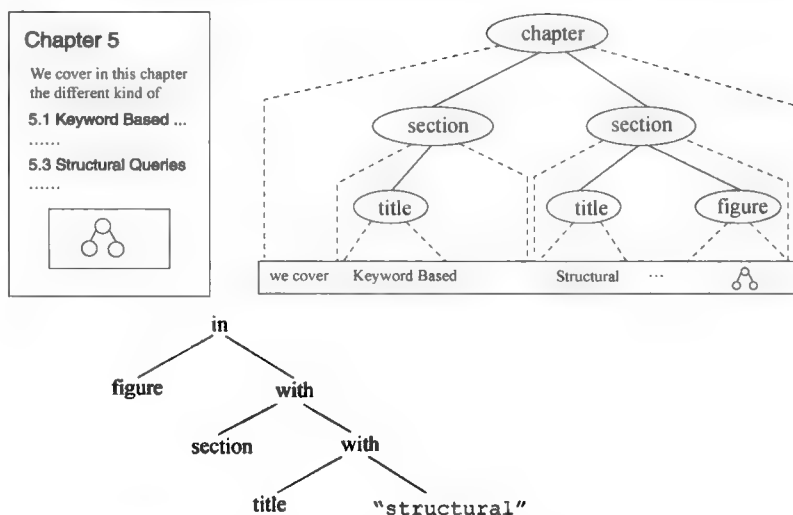 Chapter 5
We cover in this chapter
the different kind of
5.1 Keyword Based ...
......
5.3 Structural Queries
......
chapter
section
section
title
title
figure
we cover
Keyword Based
Structural
...
in
figure
with
section
with
title
"structural"